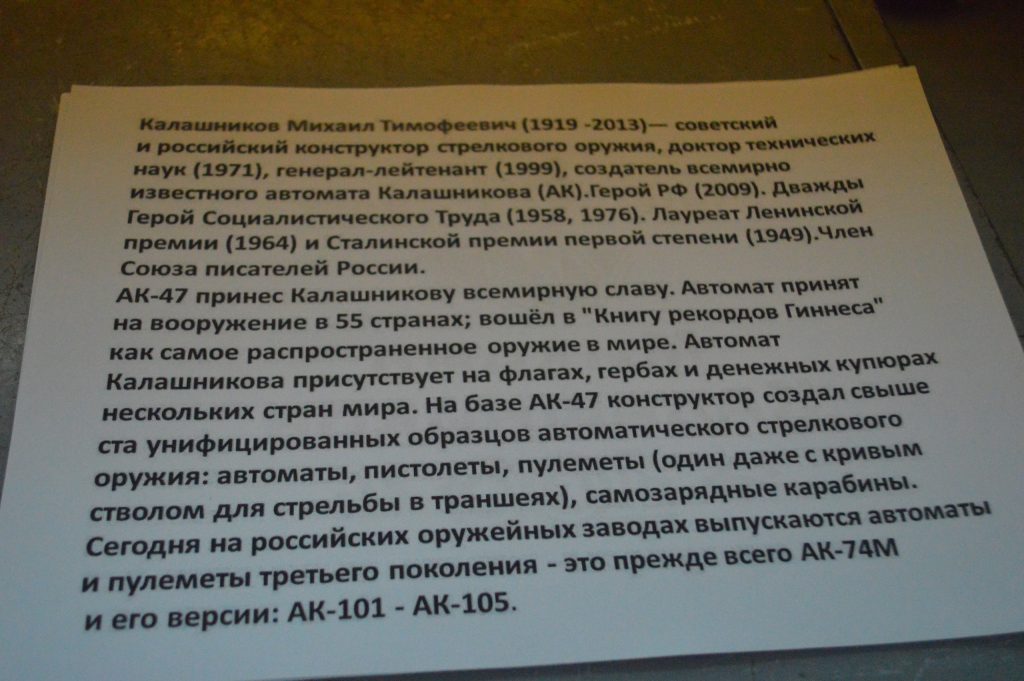 Калашников Михаил Тимофеевич (1919 -2013)— советский
и российский конструктор стрелкового оружия, доктор технических
наук (1971), генерал-лейтенант (1999), создатель всемирно
известного автомата Калашникова (АК).Герой РФ (2009). Дважды
Герой Социалистического Труда (1958, 1976). Лауреат Ленинской
премии (1964) и Сталинской премии первой степени (1949).Член
Союза писателей России.
АК-47 принес Калашникову всемирную славу. Автомат принят
на вооружение в 55 странах; вошёл в "Книгу рекордов Гиннеса"
как самое распространенное оружие в мире. Автомат
Калашникова присутствует на флагах, гербах и денежных купюрах
нескольких стран мира. На базе АК-47 конструктор создал свыше
ста унифицированных образцов автоматического стрелкового
оружия: автоматы, пистолеты, пулеметы (один даже с кривым
стволом для стрельбы в траншеях), самозарядные карабины.
Сегодня на российских оружейных заводах выпускаются автоматы
и пулеметы третьего поколения - это прежде всего АК-74М
и его версии: АК-101 - АК-105.